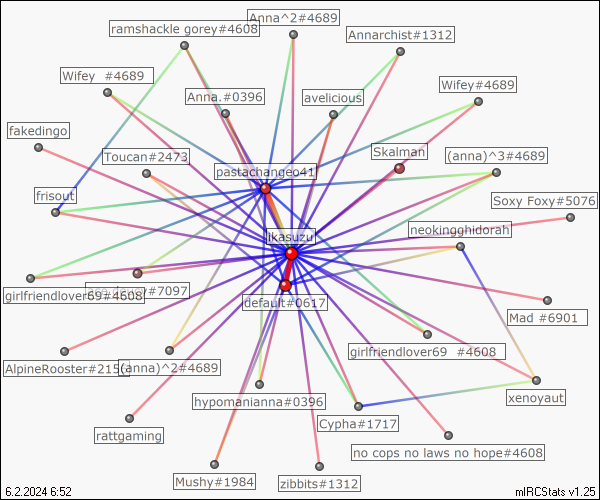 Anna^2#4689
ramshackle gorey#4608
Annarchist#1312
Wifey #4689
Wifey#4689
Anna.#0396
avelicious
fakedingo
Skalman
Toucan#2473
(anna)^3#4689
pastachangeo41
frisout
Soxy Foxy#5076
neokingghidorah
ikasuzu
girlfriendlover69#4608
#7097
default#0617
Mad #6901
girlfriendlover69 #4608
AlpineRooster#215
(anna)^2#4689
xenoyaut
hypomanianna#0396
Cypha#1717
rattgaming
no cops no laws no hope#4608
Mushy#1984
zibbits#1312
6.2.2024 6:52
mIRCStats v1.25